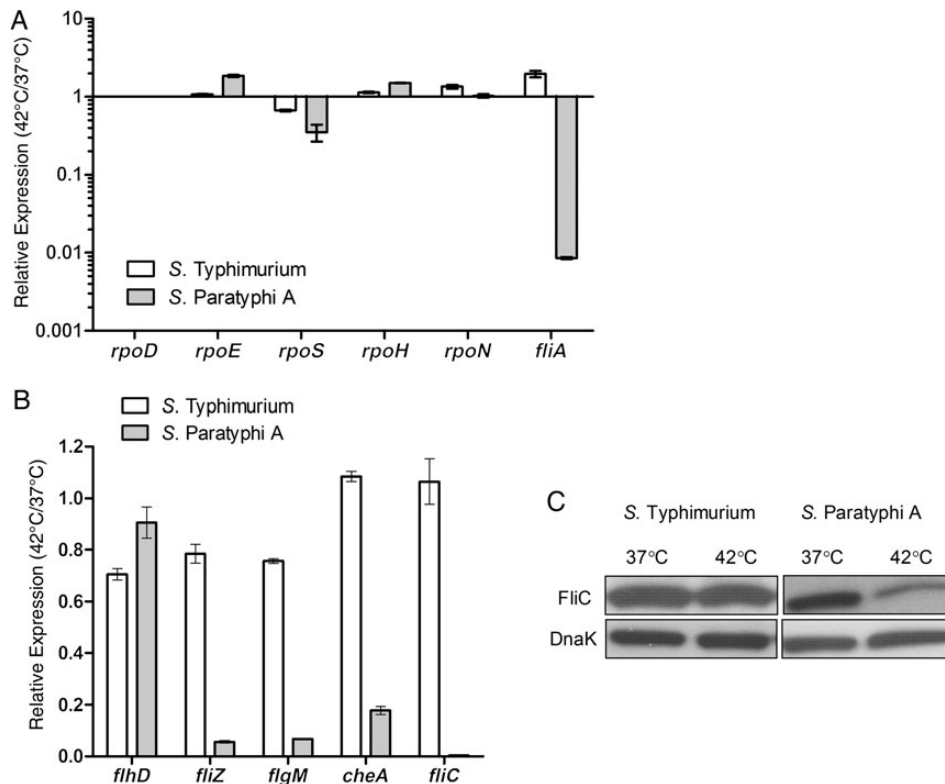 A
Relative Expression (42°C/37°C)
10
1
0.1
0.01
0.001
S. Typhimurium
S. Paratyphi A
rpoD rpoE rpoS rpoH rpoN fliA
B
S. Typhimurium
S. Paratyphi A
Relative Expression (42°C/37°C)
1.2
1.0
0.8
0.6
0.4
0.2
0.0
flhD fliZ flgM cheA fliC
C
S. Typhimurium S. Paratyphi A
37°C 42°C 37°C 42°C
FliC
DnaK